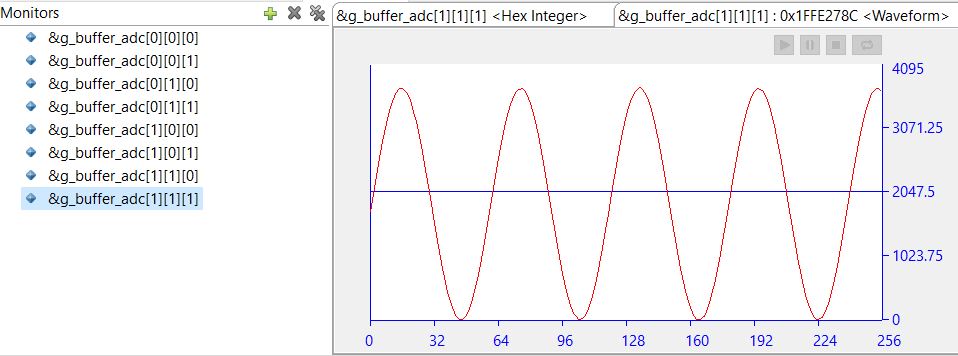 Monitors
&g_buffer_adc[0][0][0]
&g_buffer_adc[0][0][1]
&g_buffer_adc[0][1][0]
&g_buffer_adc[0][1][1]
&g_buffer_adc[1][0][0]
&g_buffer_adc[1][0][1]
&g_buffer_adc[1][1][0]
&g_buffer_adc[1][1][1]
&g_buffer_adc[1][1][1] <Hex Integer>
&g_buffer_adc[1][1][1] : 0x1FFE278C <Waveform>
4095
3071.25
2047.5
1023.75
0
0 32 64 96 128 160 192 224 256